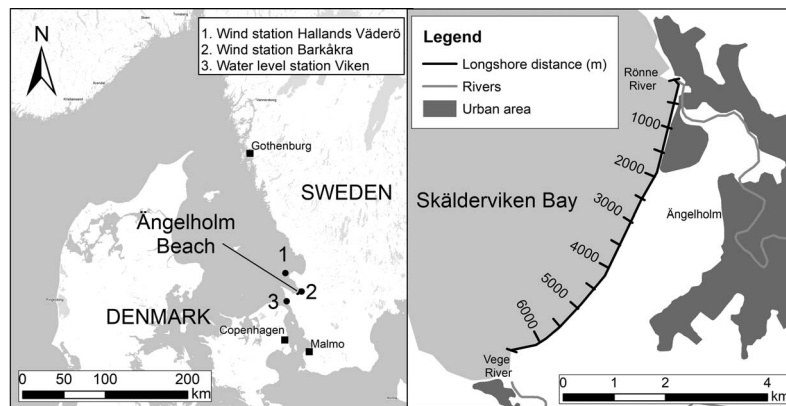 N
1. Wind station Hallands Väderö
2. Wind station Barkåkra
3. Water level station Viken
Gothenburg
SWEDEN
Ängelholm
Beach
1
2
3
DENMARK
Copenhagen
Malmo
0 50 100 200
km
Legend
Longshore distance (m)
Rivers
Urban area
Rönne
River
1000
2000
3000
Skälderviken Bay
Ängelholm
4000
5000
6000
Vege
River
0 1 2 4
km